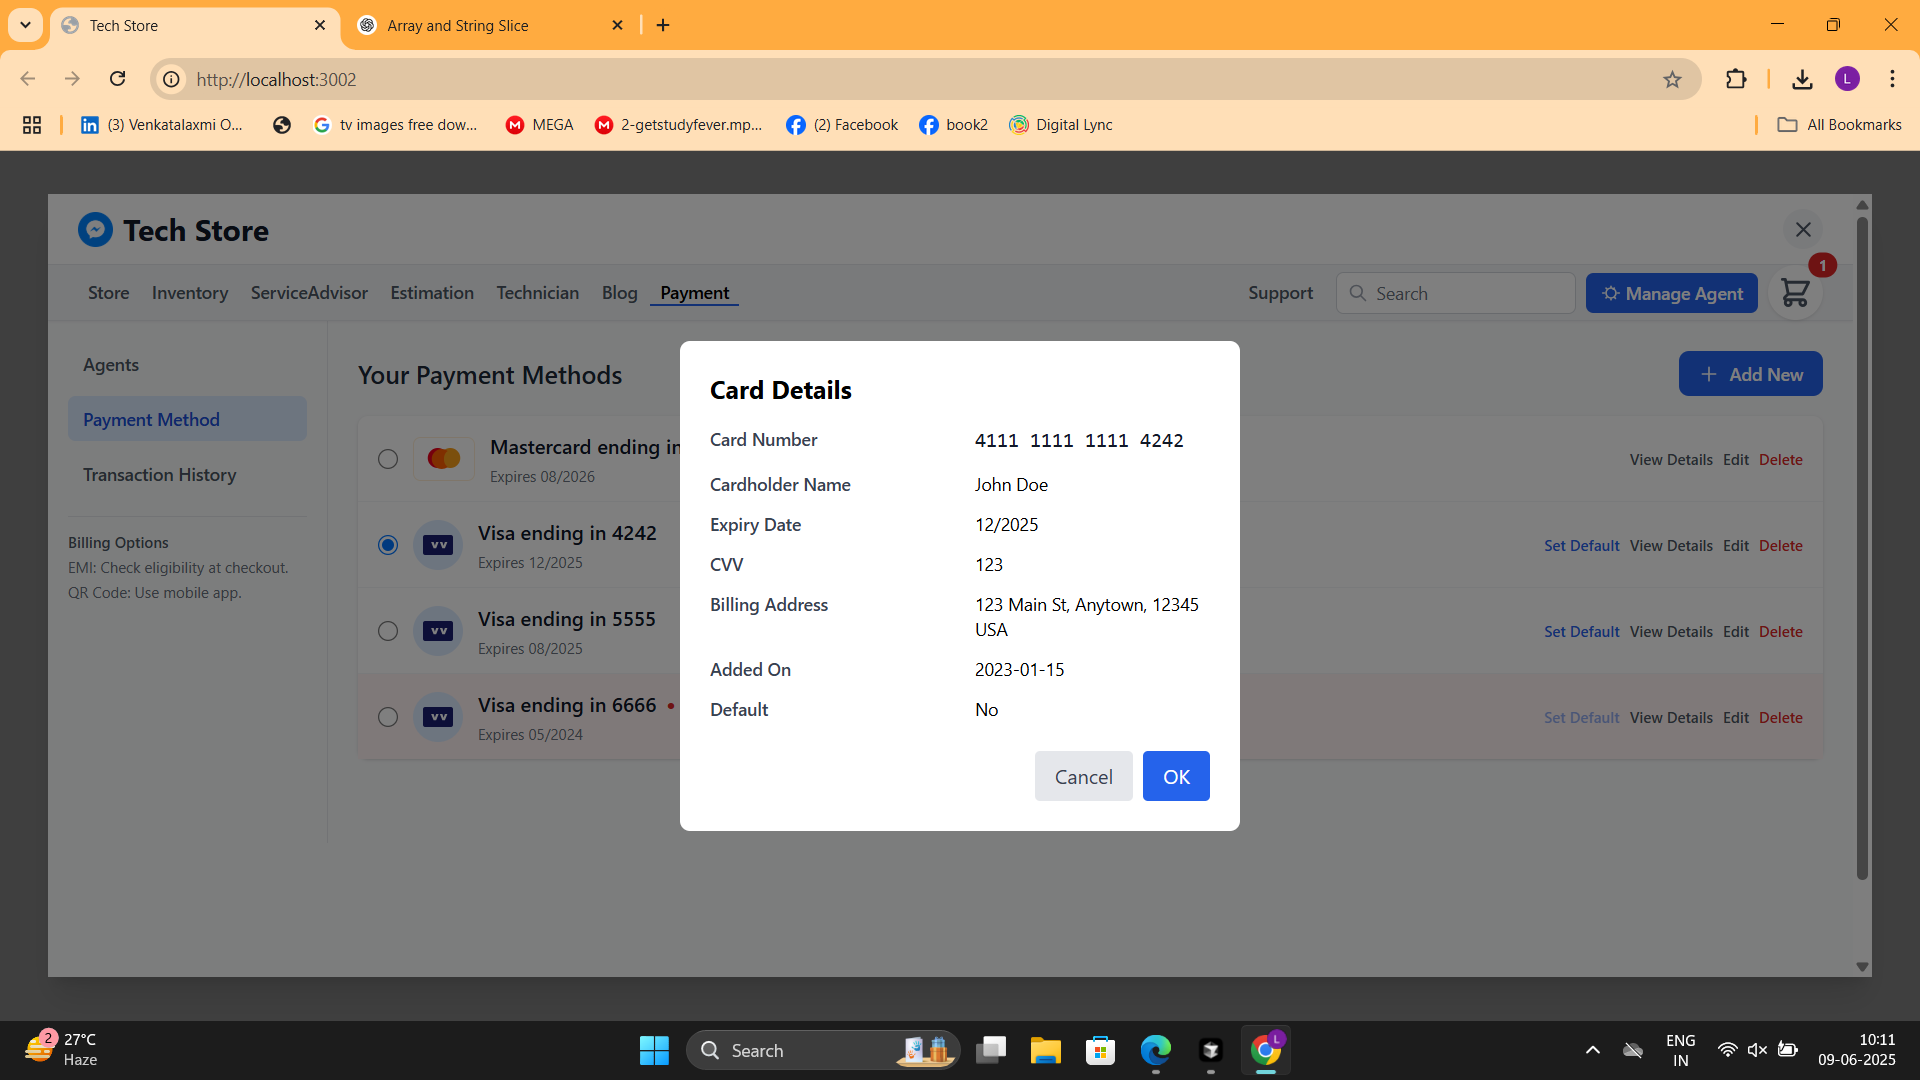 Tech Store
Array and String Slice
http://localhost:3002
L
(3) Venkatalaxmi O...
tv images free dow...
MEGA
2-getstudyfever.mp...
(2) Facebook
book2
Digital Lync
All Bookmarks
Tech Store
1
Store
Inventory
ServiceAdvisor
Estimation
Technician
Blog
Payment
Support
Search
Manage Agent
Agents
Payment Method
Transaction History
Billing Options
EMI: Check eligibility at checkout.
QR Code: Use mobile app.
Your Payment Methods
Add New
Mastercard ending in
Expires 08/2026
View Details Edit Delete
Visa ending in 4242
Expires 12/2025
Set Default View Details Edit Delete
Visa ending in 5555
Expires 08/2025
Set Default View Details Edit Delete
Visa ending in 6666
Expires 05/2024
Set Default View Details Edit Delete
Card Details
Card Number 4111 1111 1111 4242
Cardholder Name John Doe
Expiry Date 12/2025
CVV 123
Billing Address 123 Main St, Anytown, 12345
USA
Added On 2023-01-15
Default No
Cancel OK
2
27°C
Haze
Search
L
ENG
IN
10:11
09-06-2025